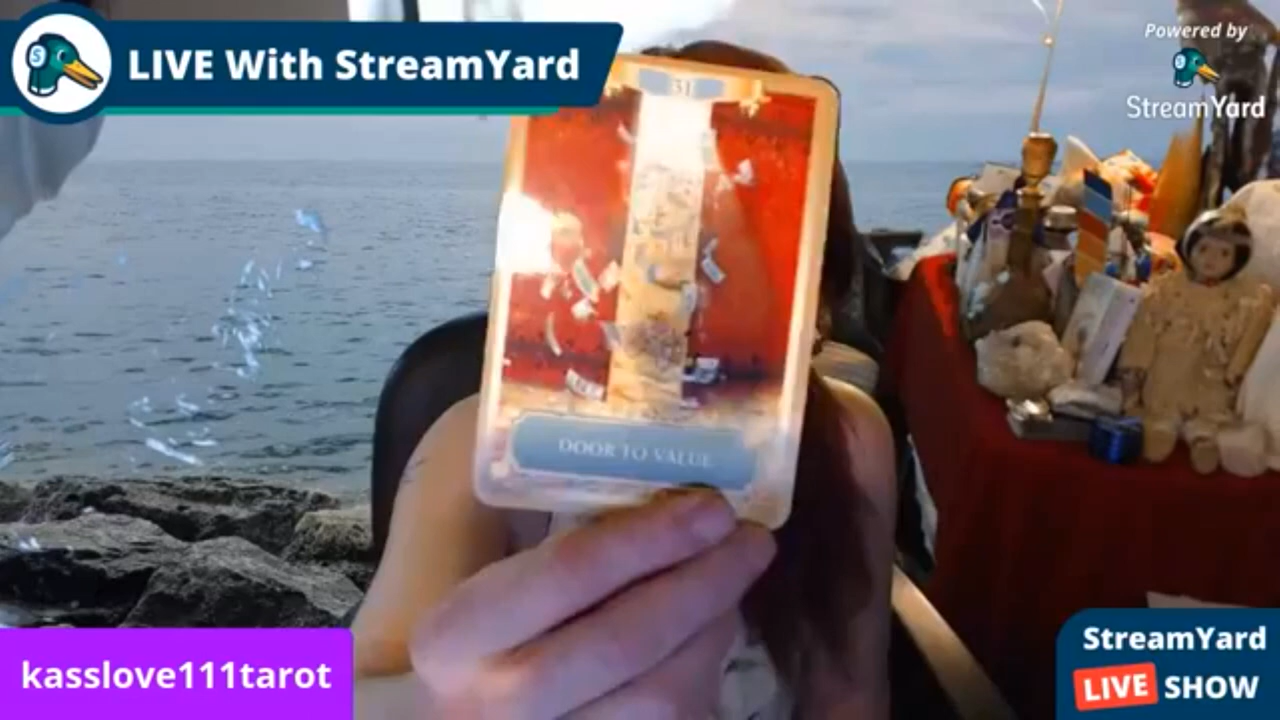 LIVE With StreamYard
Powered by
StreamYard
31
DOOR TO VALUE
kasslove111tarot
StreamYard
LIVE SHOW